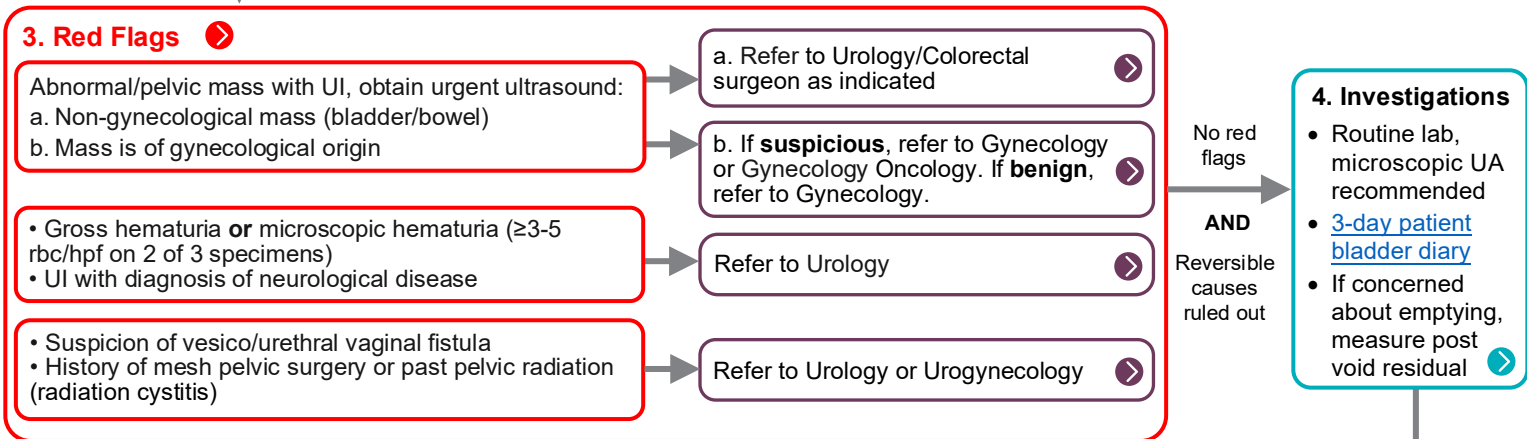 3. Red Flags
Abnormal/pelvic mass with UI, obtain urgent ultrasound:
a. Non-gynecological mass (bladder/bowel)
b. Mass is of gynecological origin
a. Refer to Urology/Colorectal
surgeon as indicated
b. If suspicious, refer to Gynecology
or Gynecology Oncology. If benign,
refer to Gynecology.
• Gross hematuria or microscopic hematuria (≥3-5
rbc/hpf on 2 of 3 specimens)
• UI with diagnosis of neurological disease
Refer to Urology
• Suspicion of vesico/urethral vaginal fistula
• History of mesh pelvic surgery or past pelvic radiation
(radiation cystitis)
Refer to Urology or Urogynecology
No red
flags
AND
Reversible
causes
ruled out
4. Investigations
• Routine lab,
microscopic UA
recommended
• 3-day patient
bladder diary
• If concerned
about emptying,
measure post
void residual